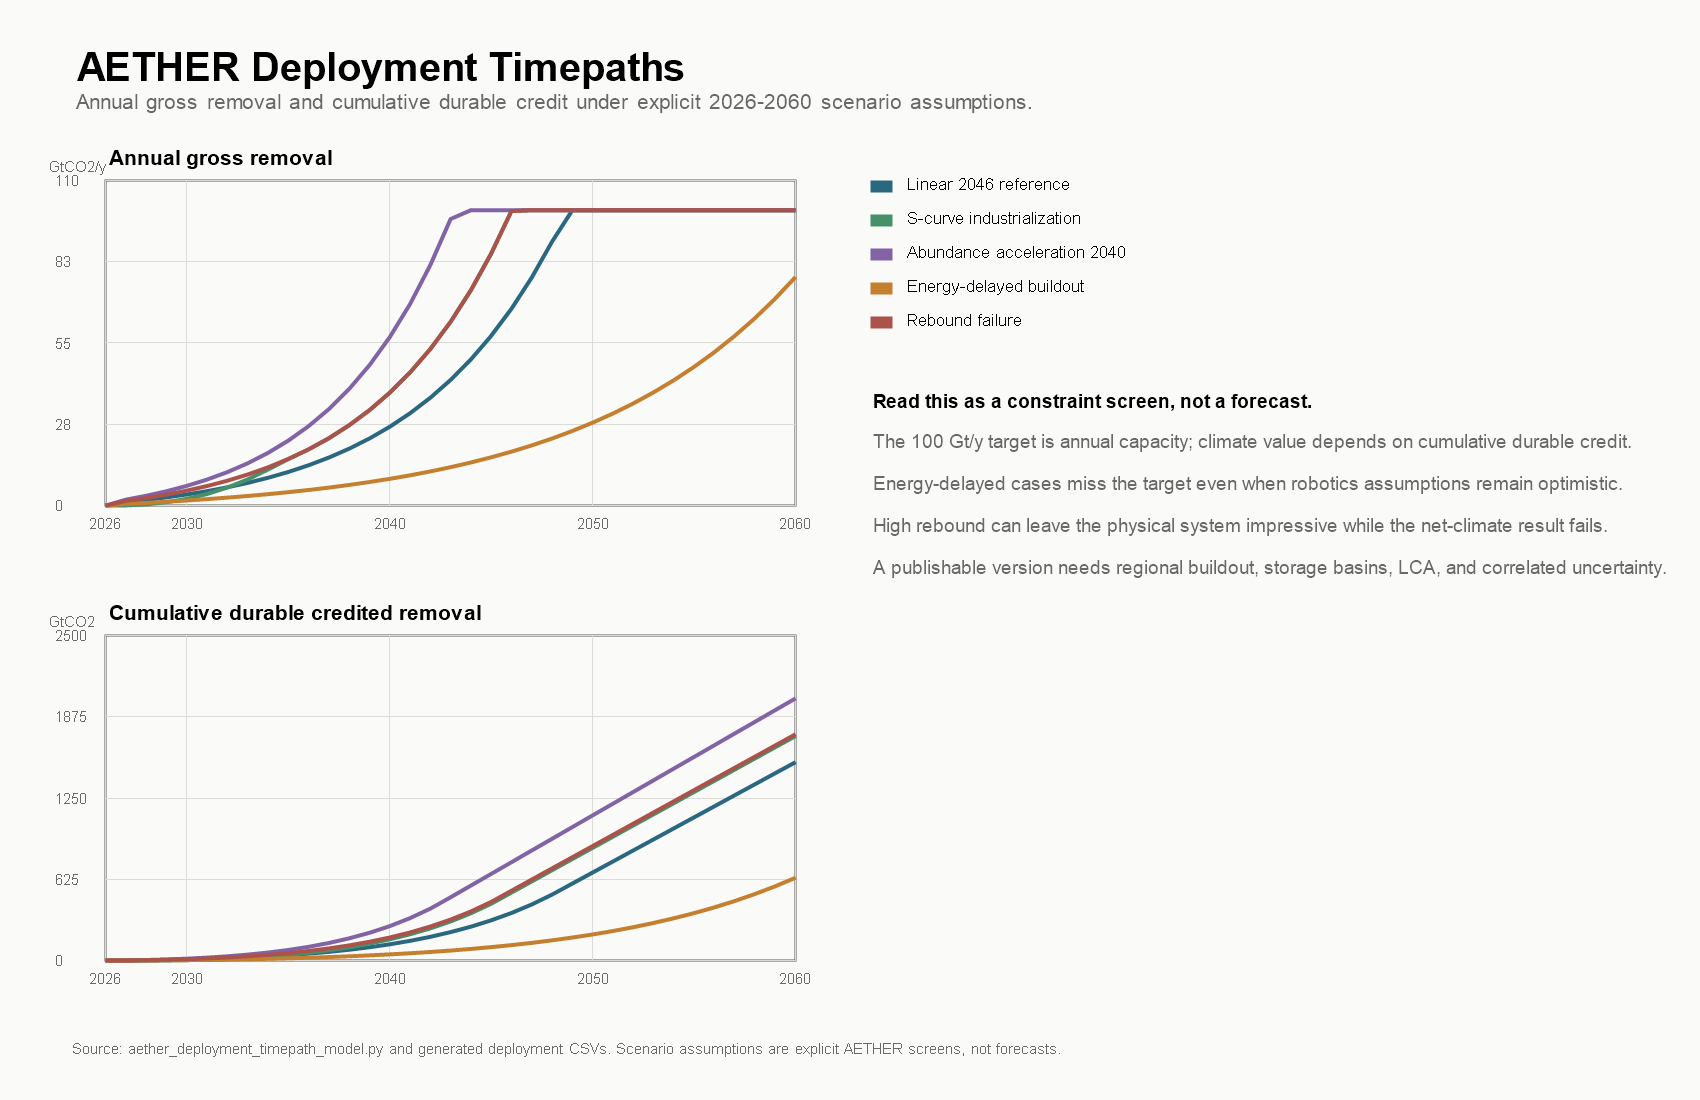 AETHER Deployment Timepaths
Annual gross removal and cumulative durable credit under explicit 2026-2060 scenario assumptions.
Annual gross removal
GtCO2/y
110
83
55
28
0
2026 2030 2040 2050 2060
Linear 2046 reference
S-curve industrialization
Abundance acceleration 2040
Energy-delayed buildout
Rebound failure
Read this as a constraint screen, not a forecast.
The 100 Gt/y target is annual capacity; climate value depends on cumulative durable credit.
Energy-delayed cases miss the target even when robotics assumptions remain optimistic.
High rebound can leave the physical system impressive while the net-climate result fails.
A publishable version needs regional buildout, storage basins, LCA, and correlated uncertainty.
Cumulative durable credited removal
GtCO2
2500
1875
1250
625
0
2026 2030 2040 2050 2060
Source: aether_deployment_timepath_model.py and generated deployment CSVs. Scenario assumptions are explicit AETHER screens, not forecasts.